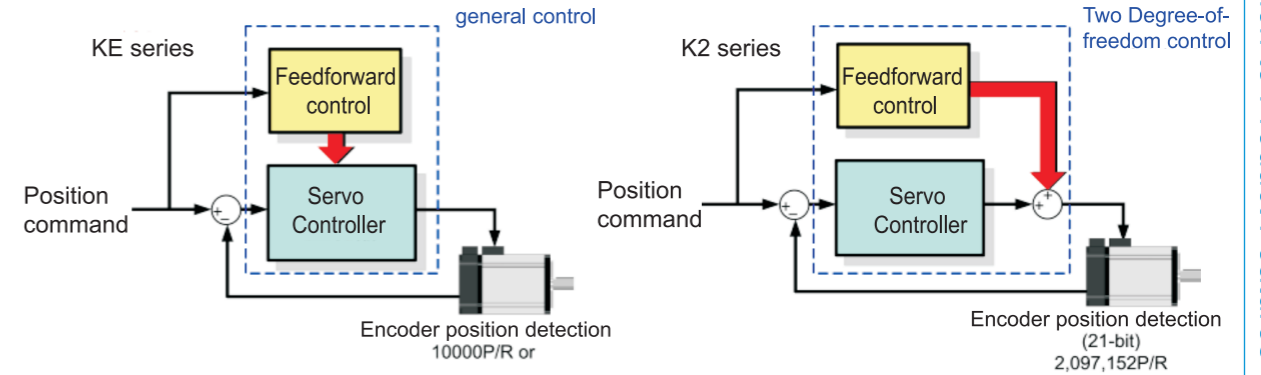 general control
KE series
Feedforward
control
Position
command
+
−
Servo
Controller
Encoder position detection
10000P/R or
Two Degree-of-
freedom control
K2 series
Feedforward
control
Position
command
+
−
Servo
Controller
+
+
Encoder position detection
(21-bit)
2,097,152P/R